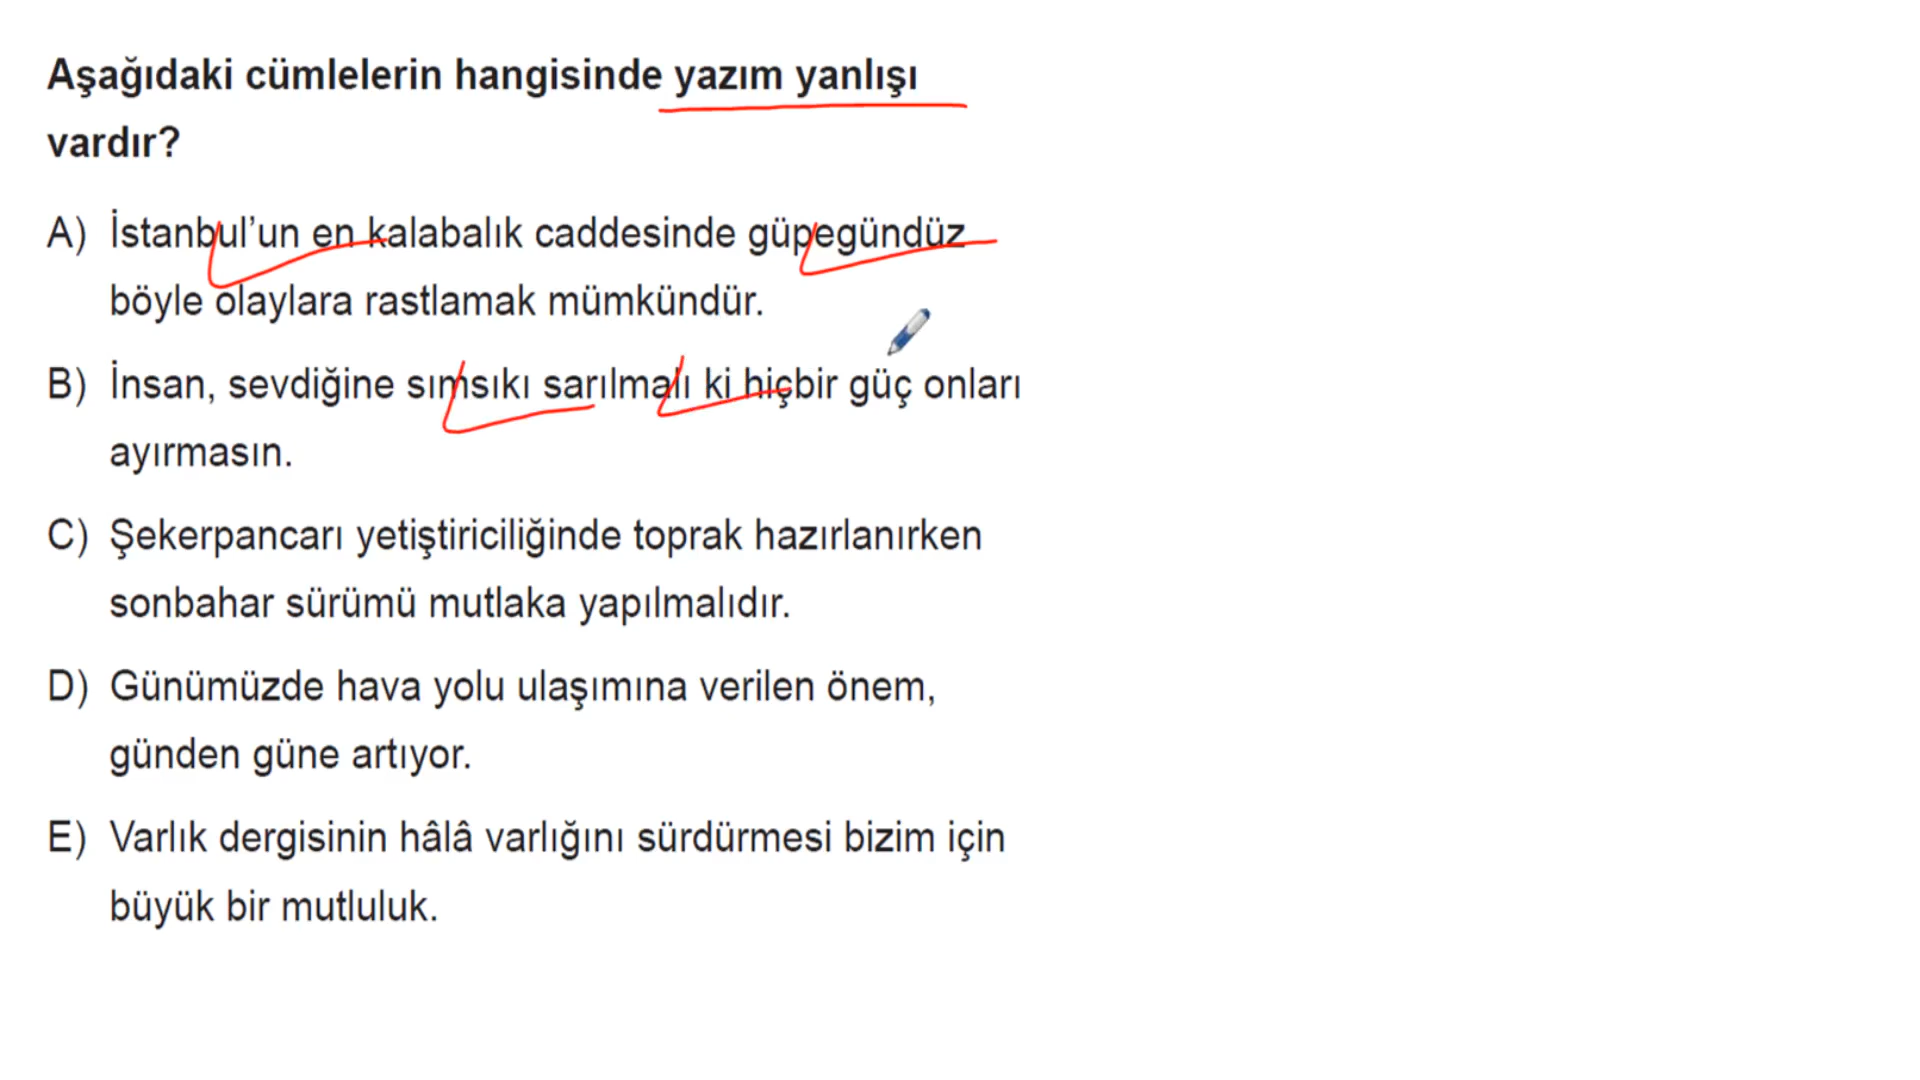 Aşağıdaki cümlelerin hangisinde yazım yanlışı
vardır?
A) İstanbul’un en kalabalık caddesinde güpegündüz
böyle olaylara rastlamak mümkündür.
B) İnsan, sevdiğine sımsıkı sarılmalı ki hiçbir güç onları
ayırmasın.
C) Şekerpancarı yetiştiriciliğinde toprak hazırlanırken
sonbahar sürümü mutlaka yapılmalıdır.
D) Günümüzde hava yolu ulaşımına verilen önem,
günden güne artıyor.
E) Varlık dergisinin hâlâ varlığını sürdürmesi bizim için
büyük bir mutluluk.